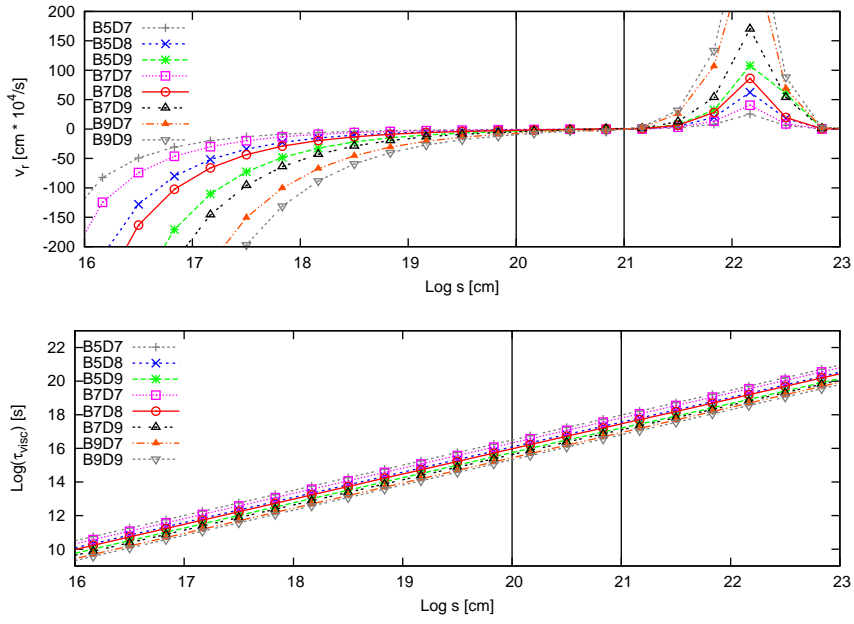 v_r [cm * 10^4/s]
200
150
100
50
0
-50
-100
-150
-200
B5D7
B5D8
B5D9
B7D7
B7D8
B7D9
B9D7
B9D9
16 17 18 19 20 21 22 23
Log s [cm]
Log(τ_visc) [s]
22
20
18
16
14
12
10
B5D7
B5D8
B5D9
B7D7
B7D8
B7D9
B9D7
B9D9
16 17 18 19 20 21 22 23
Log s [cm]